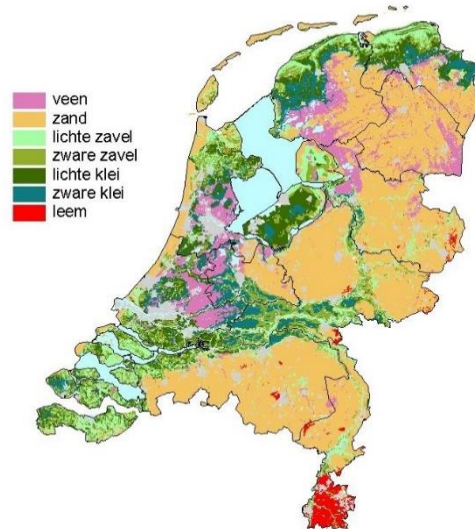 veen
zand
lichte zavel
zware zavel
lichte klei
zware klei
leem